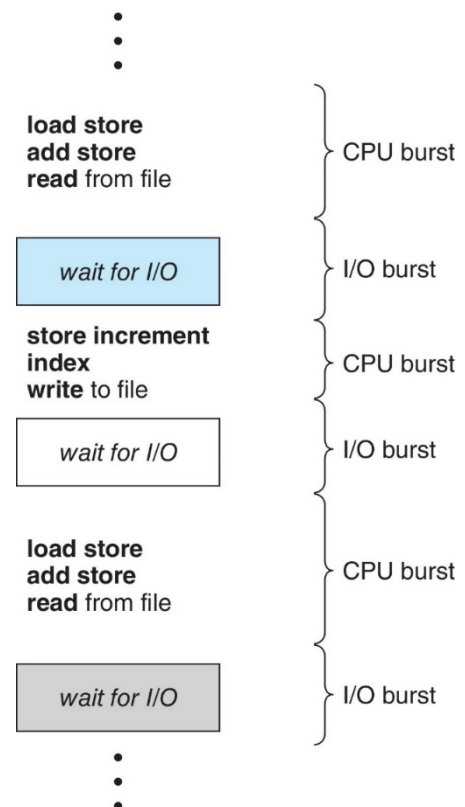 load store
add store
read from file
CPU burst
wait for I/O
I/O burst
store increment
index
write to file
CPU burst
wait for I/O
I/O burst
load store
add store
read from file
CPU burst
wait for I/O
I/O burst